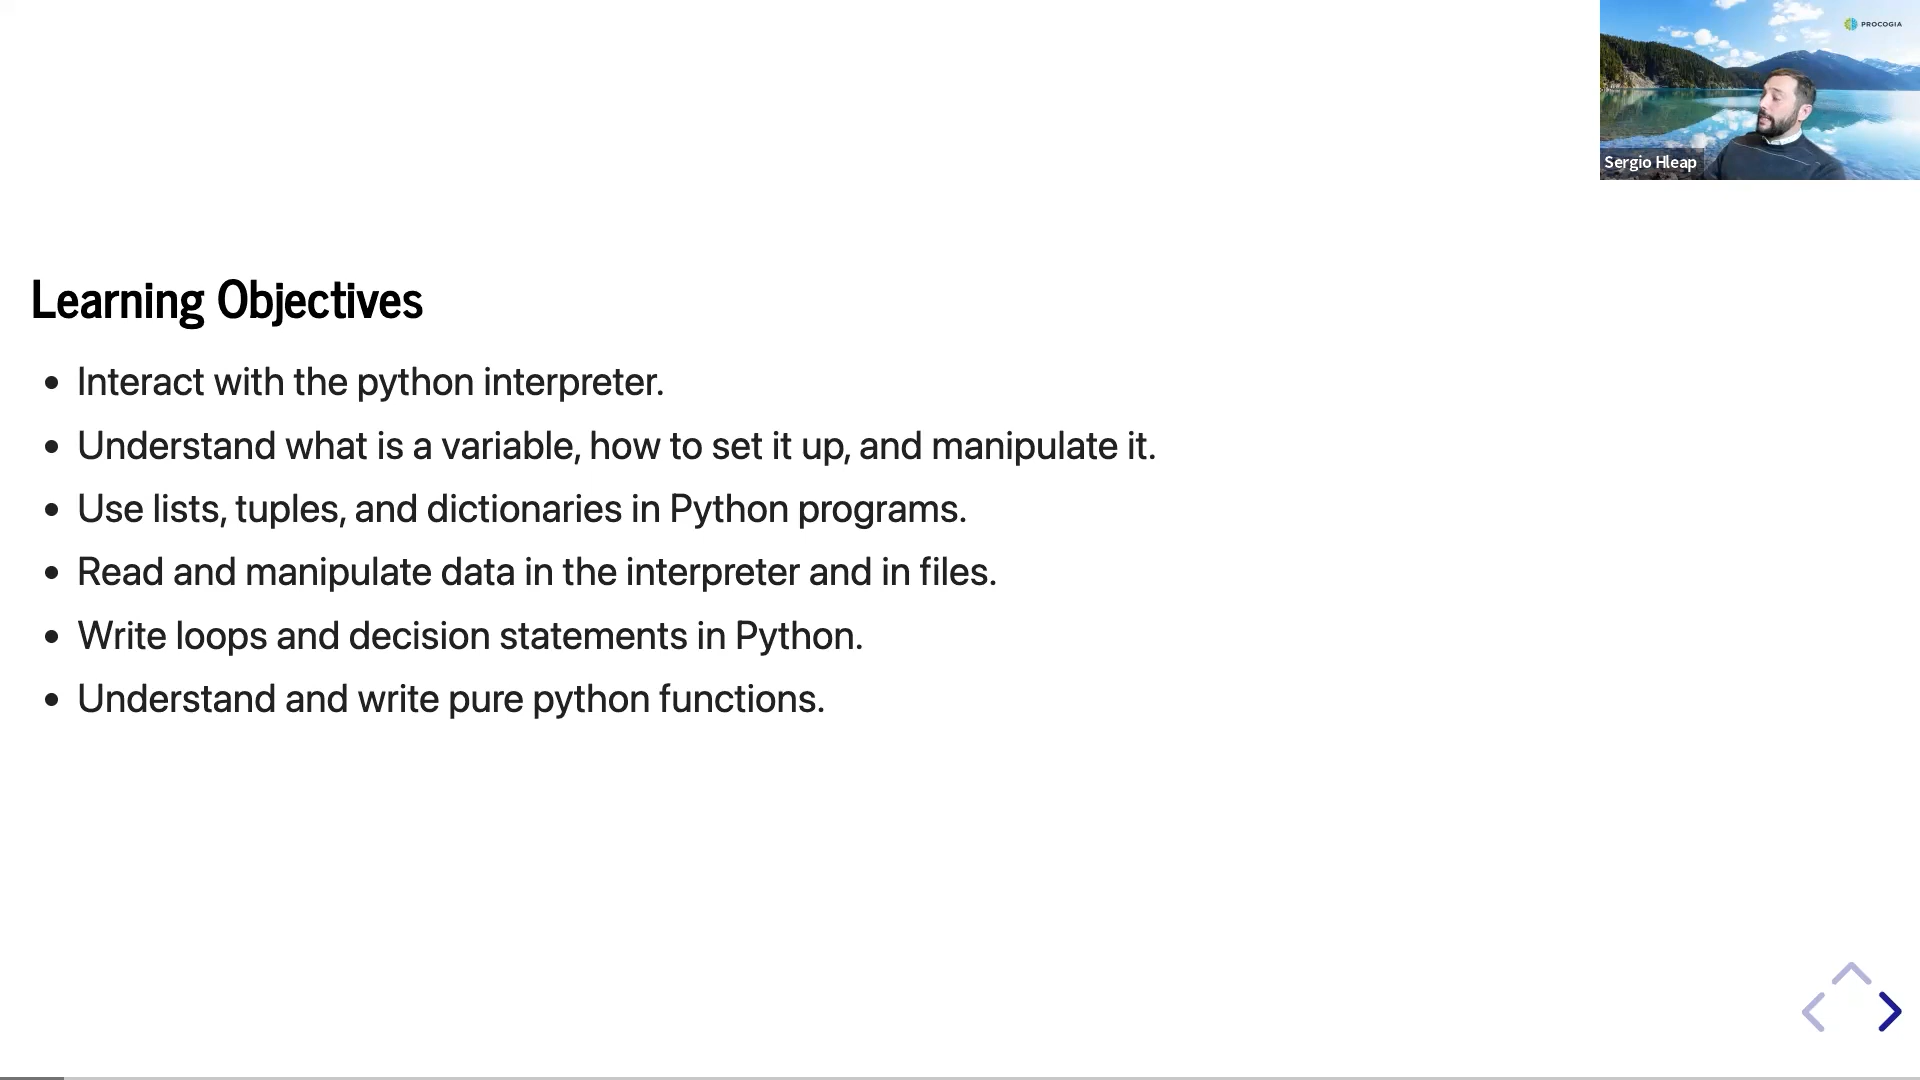 PROCOGIA
Sergio Hleap
Learning Objectives
Interact with the python interpreter.
Understand what is a variable, how to set it up, and manipulate it.
Use lists, tuples, and dictionaries in Python programs.
Read and manipulate data in the interpreter and in files.
Write loops and decision statements in Python.
Understand and write pure python functions.